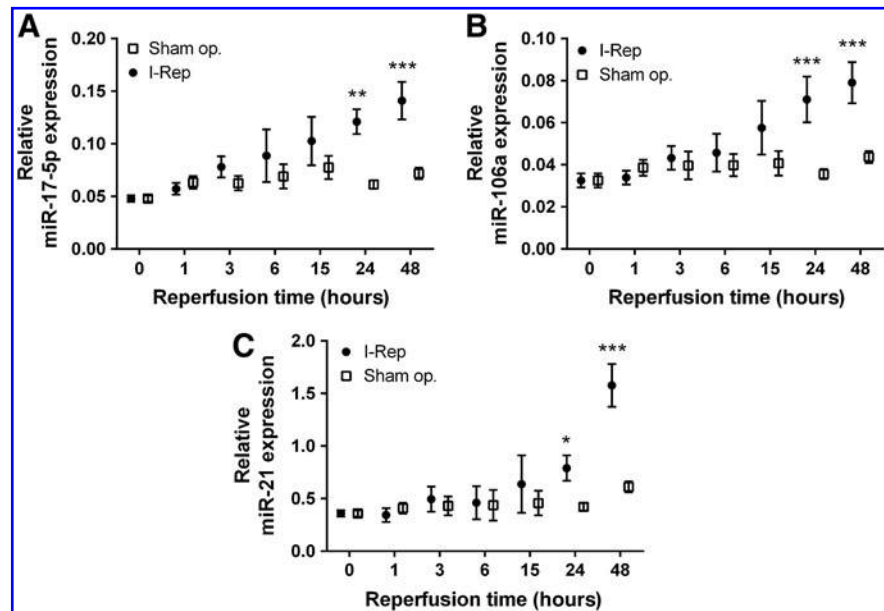 A
Relative
miR-17-5p expression
0.20
0.15
0.10
0.05
0.00
Sham op.
I-Rep
**
***
0 1 3 6 15 24 48
Reperfusion time (hours)
B
Relative
miR-106a expression
0.10
0.08
0.06
0.04
0.02
0.00
I-Rep
Sham op.
***
***
0 1 3 6 15 24 48
Reperfusion time (hours)
C
Relative
miR-21 expression
2.0
1.5
1.0
0.5
0.0
I-Rep
Sham op.
*
***
0 1 3 6 15 24 48
Reperfusion time (hours)